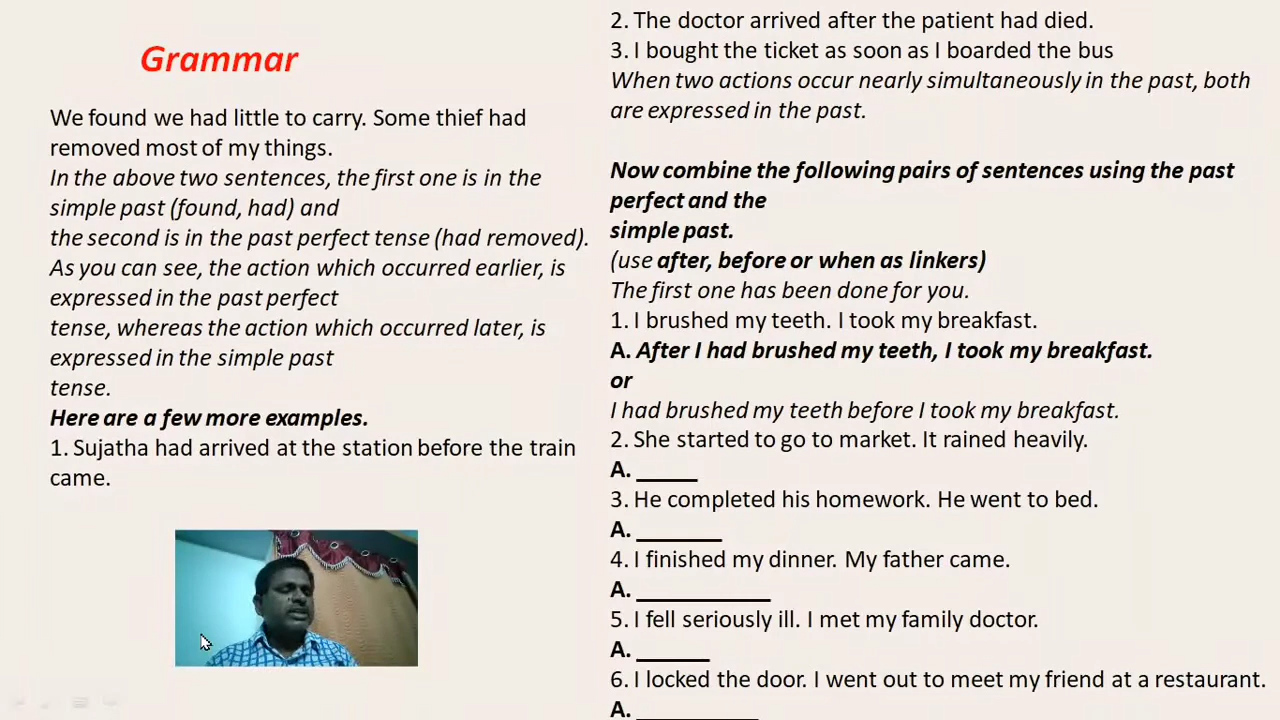 Grammar
We found we had little to carry. Some thief had
removed most of my things.
In the above two sentences, the first one is in the
simple past (found, had) and
the second is in the past perfect tense (had removed).
As you can see, the action which occurred earlier, is
expressed in the past perfect
tense, whereas the action which occurred later, is
expressed in the simple past
tense.
Here are a few more examples.
1. Sujatha had arrived at the station before the train
came.
2. The doctor arrived after the patient had died.
3. I bought the ticket as soon as I boarded the bus
When two actions occur nearly simultaneously in the past, both
are expressed in the past.
Now combine the following pairs of sentences using the past
perfect and the
simple past.
(use after, before or when as linkers)
The first one has been done for you.
1. I brushed my teeth. I took my breakfast.
A. After I had brushed my teeth, I took my breakfast.
or
I had brushed my teeth before I took my breakfast.
2. She started to go to market. It rained heavily.
A. _____
3. He completed his homework. He went to bed.
A. _______
4. I finished my dinner. My father came.
A. ___________
5. I fell seriously ill. I met my family doctor.
A. ______
6. I locked the door. I went out to meet my friend at a restaurant.
A. __________